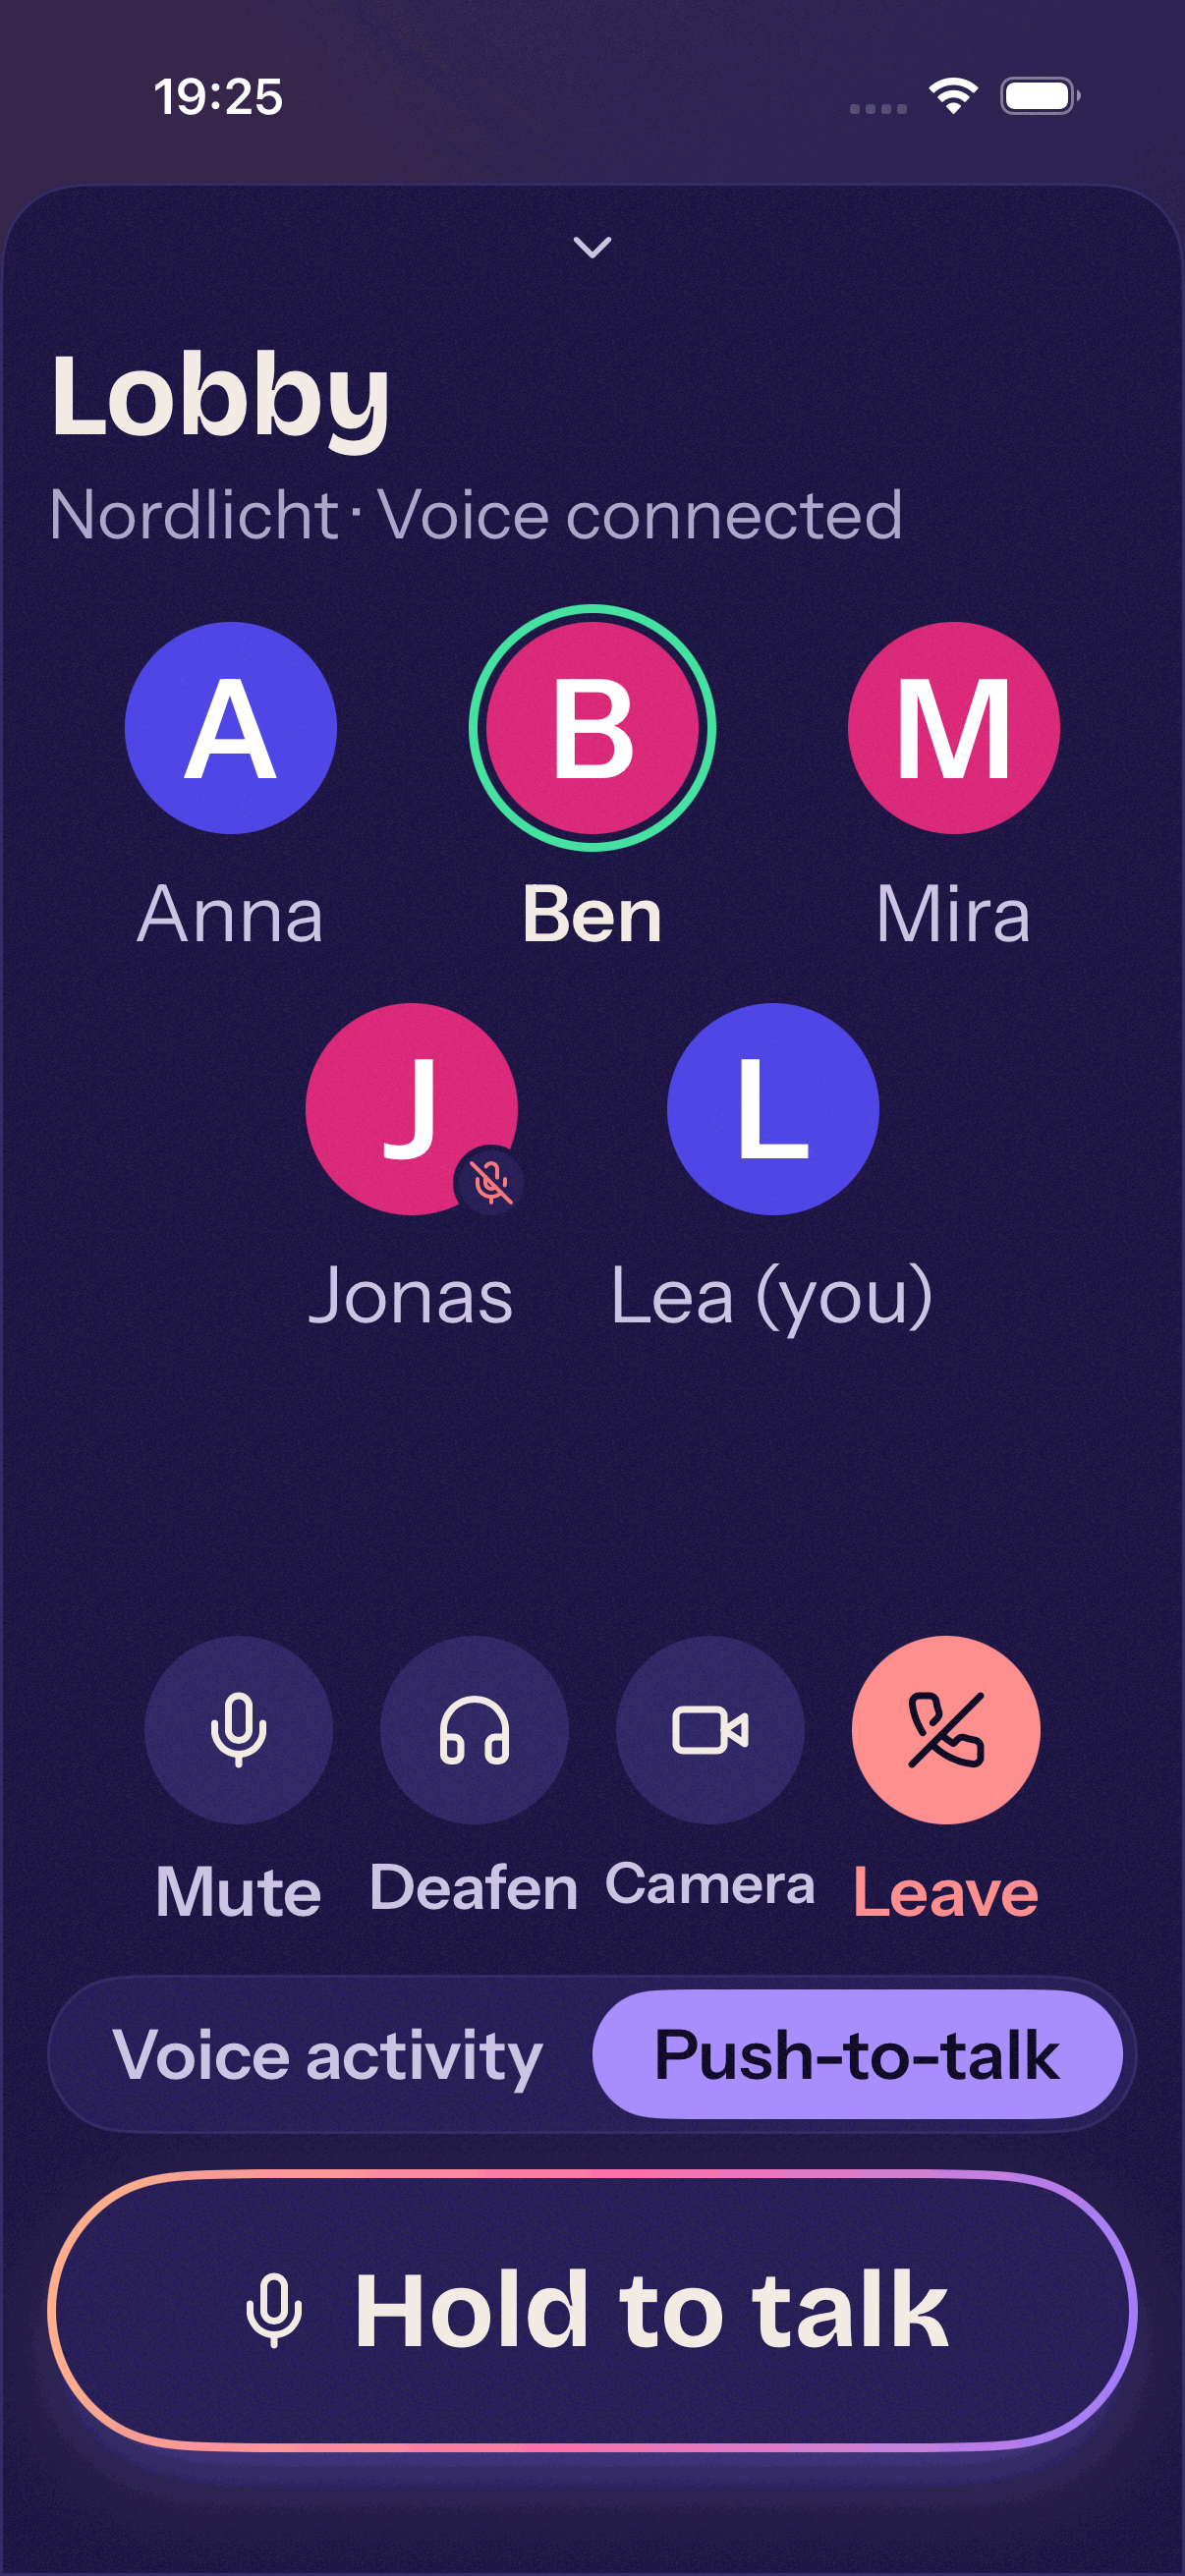 19:25
Lobby
Nordlicht · Voice connected
A B M
Anna Ben Mira
J L
Jonas Lea (you)
Mute Deafen Camera Leave
Voice activity Push-to-talk
Hold to talk